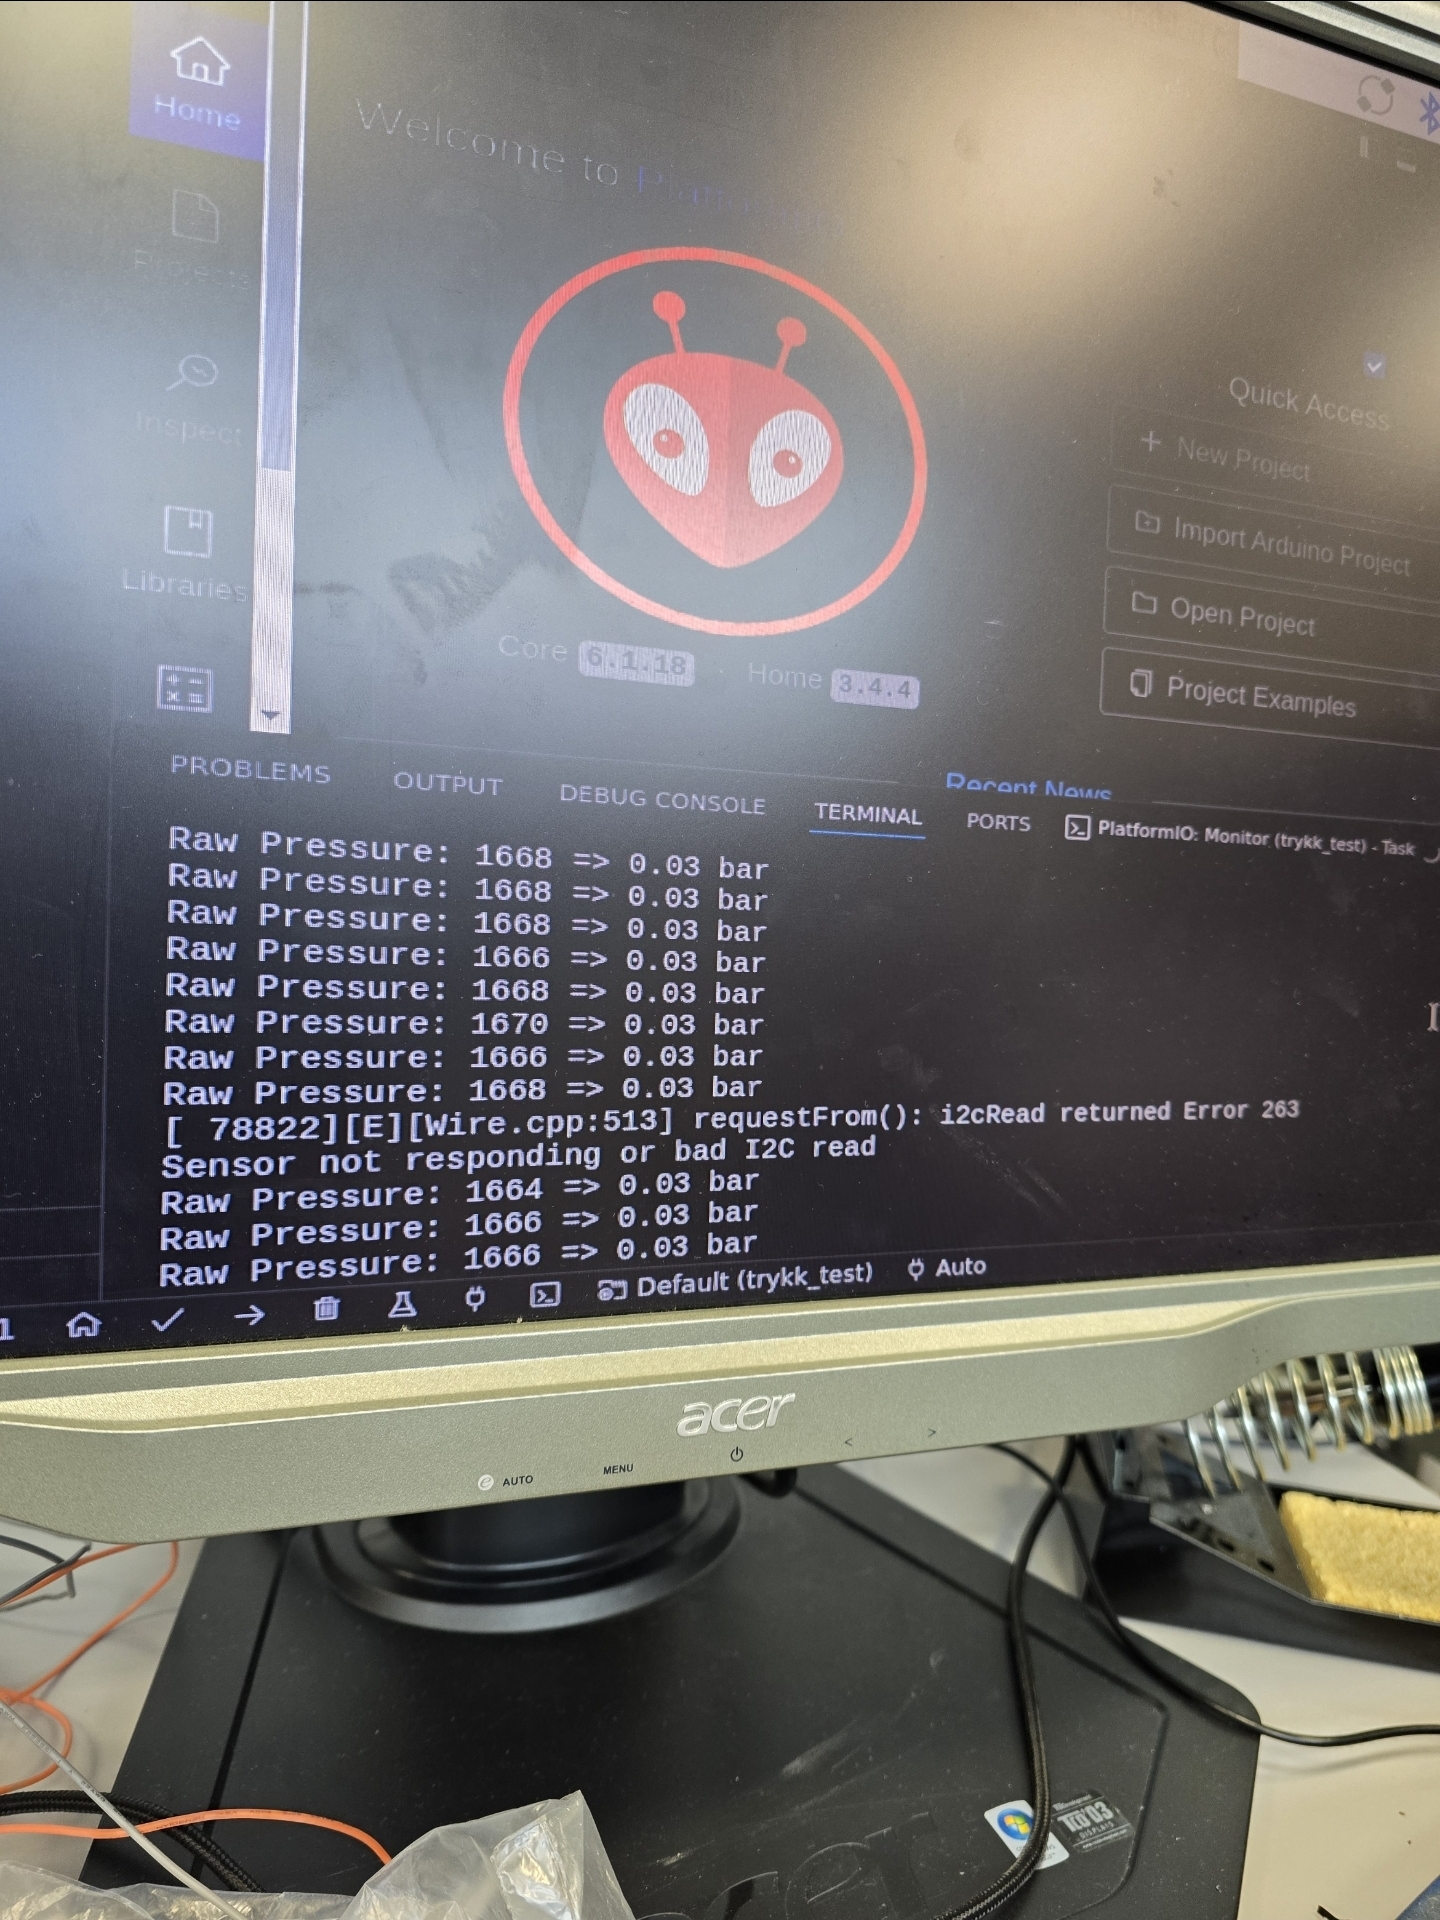 Home
Welcome to
Projects
Inspect
Libraries
Quick Access
New Project
Import Arduino Project
Open Project
Project Examples
Core 6.1.18 · Home 3.4.4
Recent News
PROBLEMS OUTPUT DEBUG CONSOLE TERMINAL PORTS PlatformIO: Monitor (trykk_test) - Task
Raw Pressure: 1668 => 0.03 bar
Raw Pressure: 1668 => 0.03 bar
Raw Pressure: 1668 => 0.03 bar
Raw Pressure: 1666 => 0.03 bar
Raw Pressure: 1668 => 0.03 bar
Raw Pressure: 1670 => 0.03 bar
Raw Pressure: 1666 => 0.03 bar
Raw Pressure: 1668 => 0.03 bar
[ 78822][E][Wire.cpp:513] requestFrom(): i2cRead returned Error 263
Sensor not responding or bad I2C read
Raw Pressure: 1664 => 0.03 bar
Raw Pressure: 1666 => 0.03 bar
Raw Pressure: 1666 => 0.03 bar
1 Default (trykk_test) Auto
acer
AUTO MENU < >
TCO'03
DISPLAYS